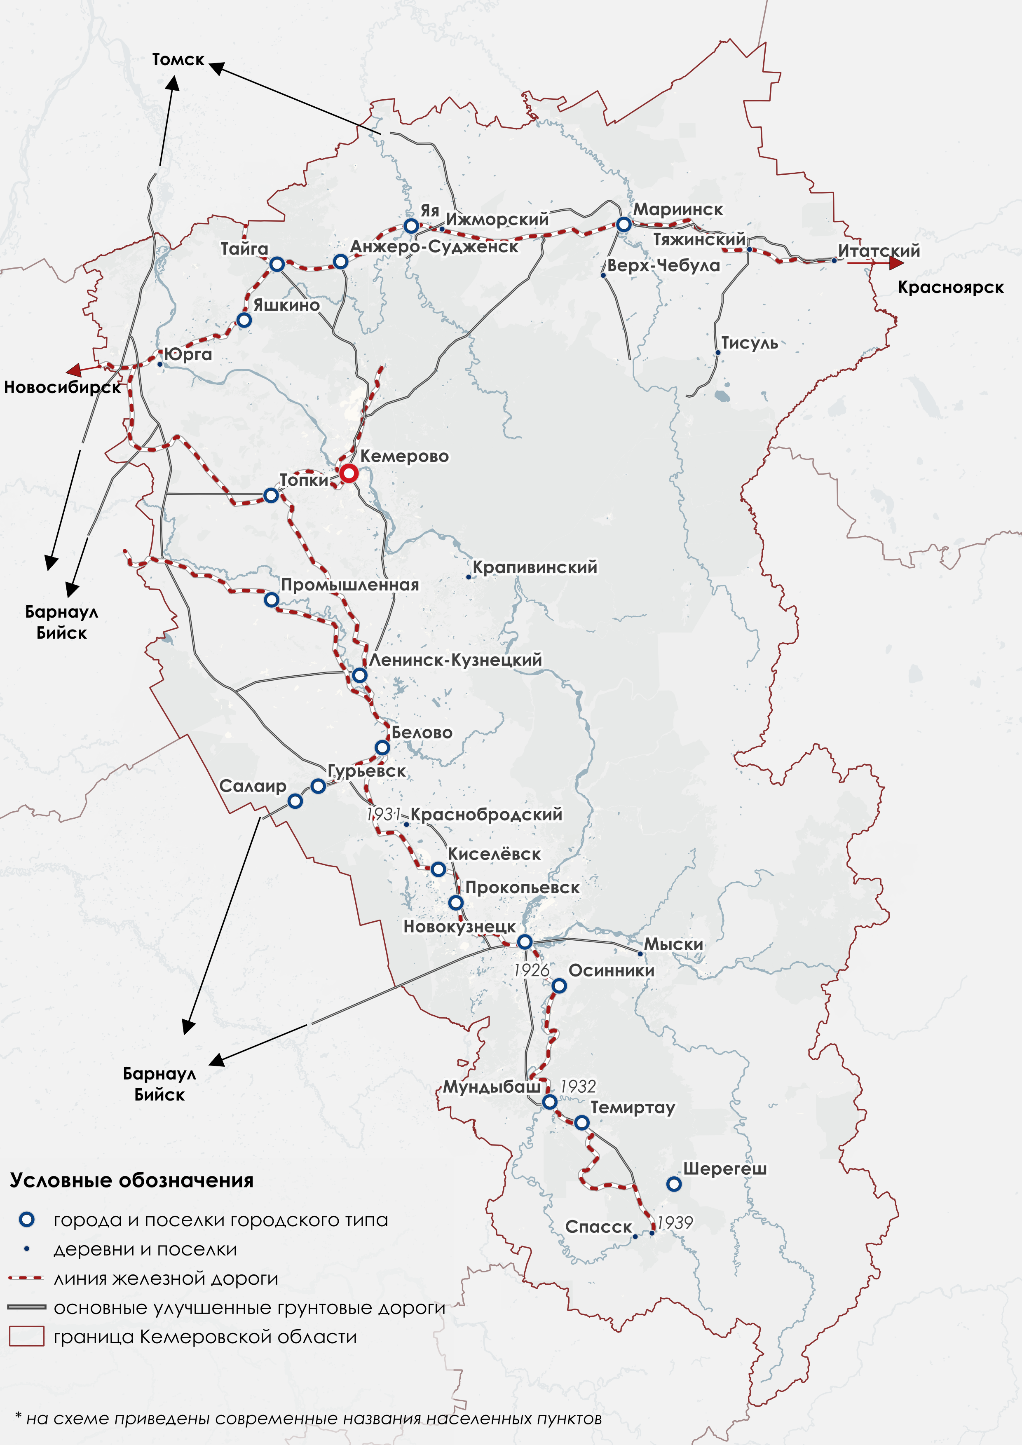 Томск
Яя
Ижморский
Мариинск
Тайга
Анжеро-Судженск
Тяжинский
Итатский
Верх-Чебула
Красноярск
Яшкино
Юрга
Тисуль
Новосибирск
Кемерово
Топки
Крапивинский
Промышленная
Барнаул
Бийск
Ленинск-Кузнецкий
Белово
Гурьевск
Салаир
1931
Краснобродский
Киселёвск
Прокопьевск
Новокузнецк
Мыски
1926
Осинники
Барнаул
Бийск
Мундыбаш
1932
Темиртау
Шерегеш
Спасск
1939
Условные обозначения
города и поселки городского типа
деревни и поселки
линия железной дороги
основные улучшенные грунтовые дороги
граница Кемеровской области
* на схеме приведены современные названия населенных пунктов